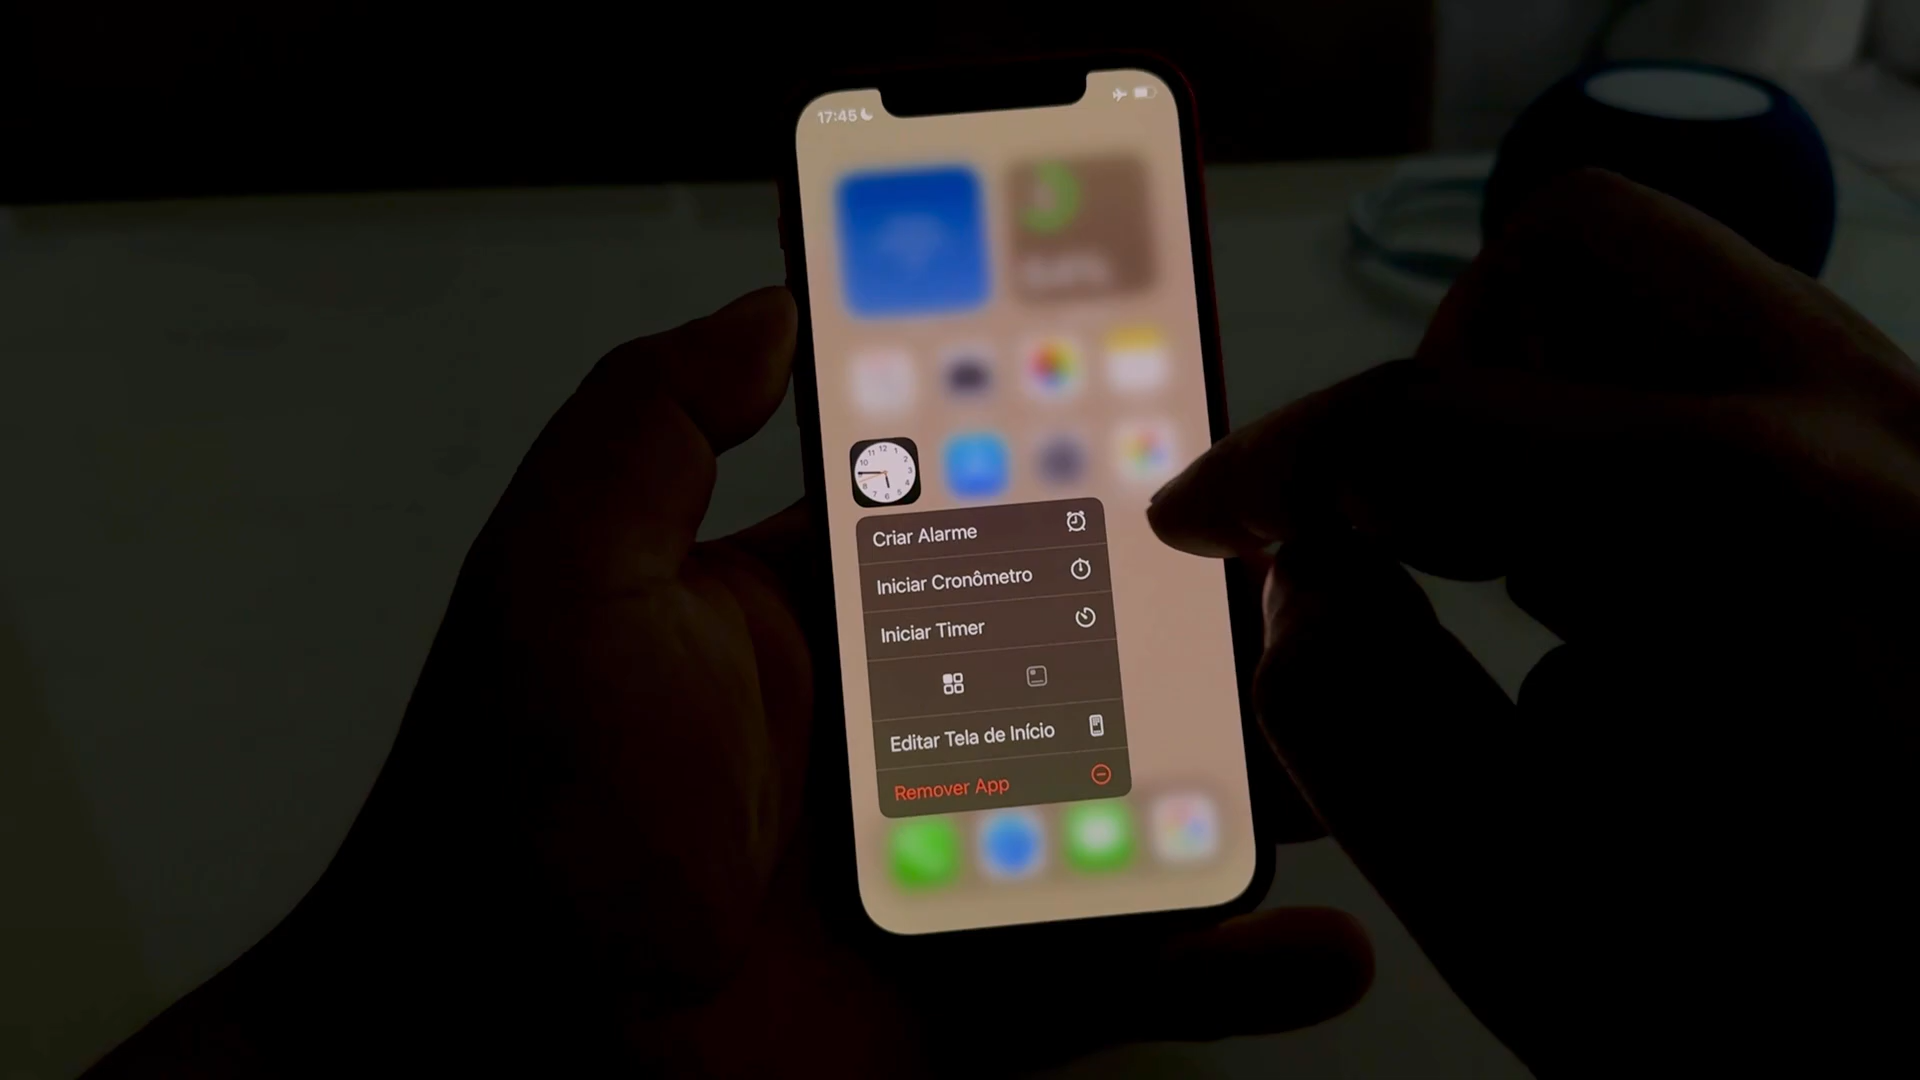 17:45
Criar Alarme
Iniciar Cronômetro
Iniciar Timer
Editar Tela de Início
Remover App